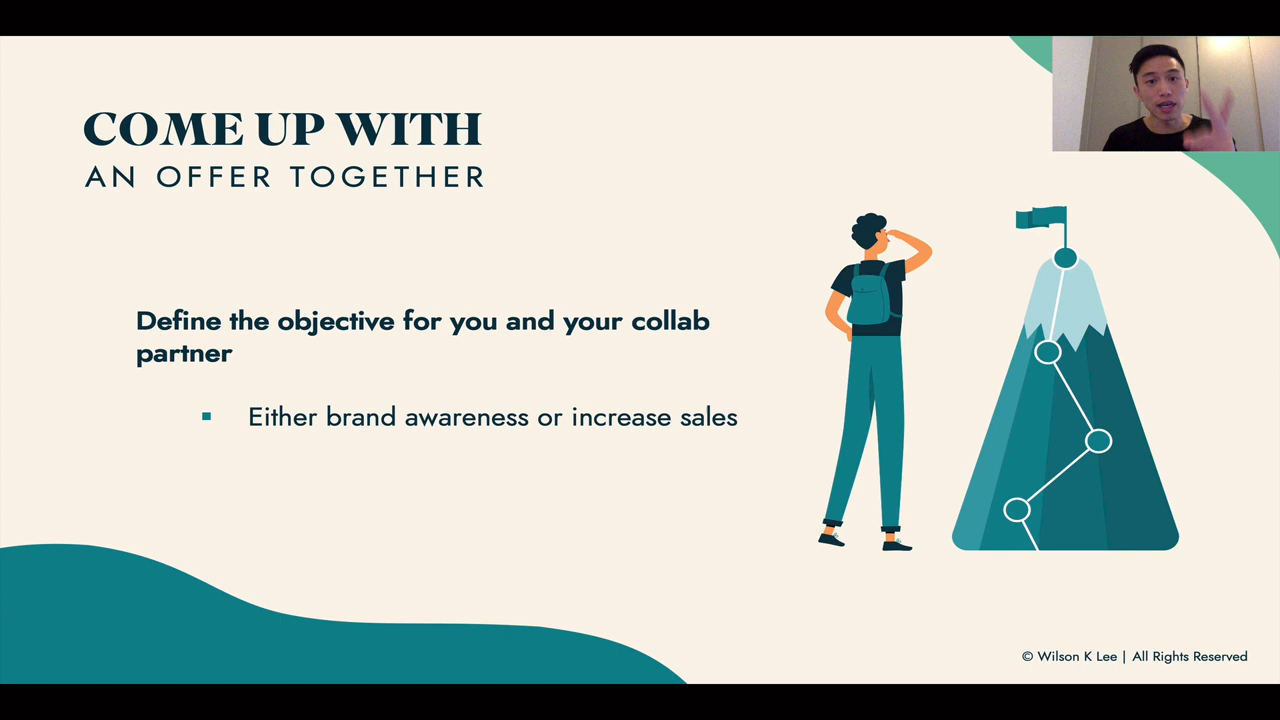 COME UP WITH
AN OFFER TOGETHER
Define the objective for you and your collab
partner
▪ Either brand awareness or increase sales
© Wilson K Lee | All Rights Reserved